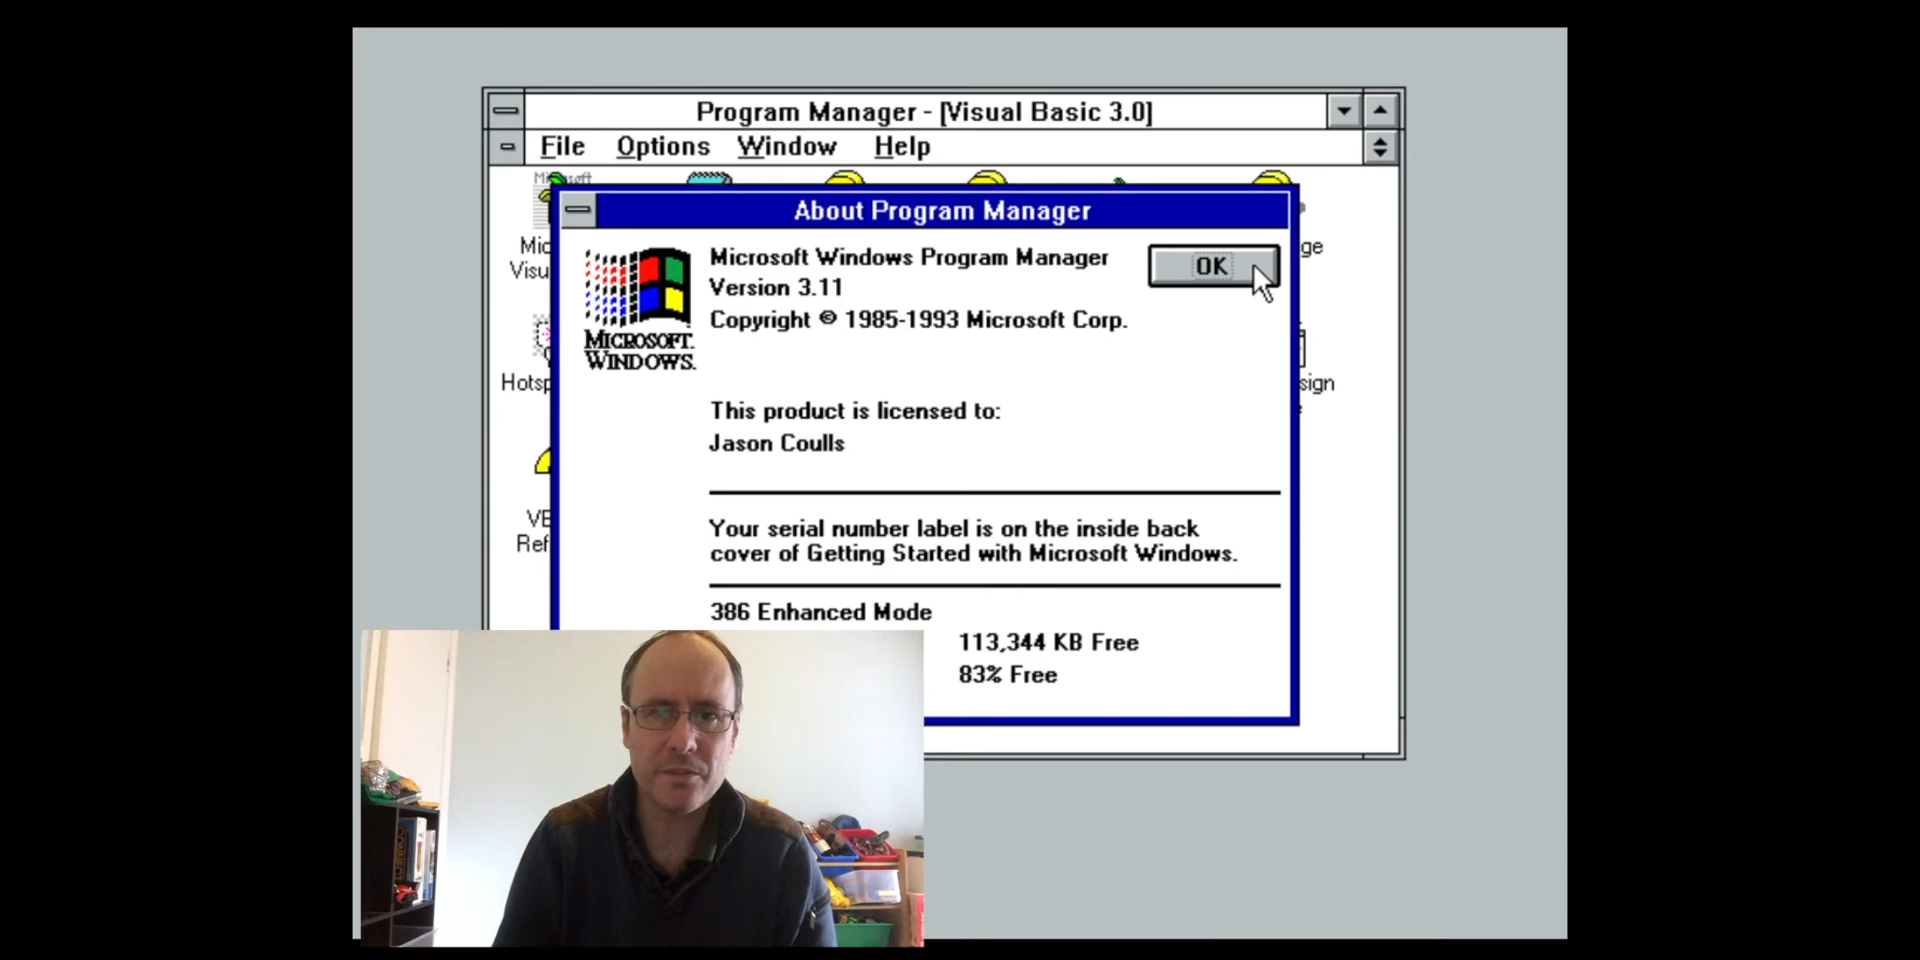 Program Manager - [Visual Basic 3.0]
File Options Window Help
Microsoft
About Program Manager
Microsoft Windows Program Manager
OK
Version 3.11
Copyright © 1985-1993 Microsoft Corp.
MICROSOFT.
WINDOWS.
This product is licensed to:
Jason Coulls
Your serial number label is on the inside back
cover of Getting Started with Microsoft Windows.
386 Enhanced Mode
113,344 KB Free
83% Free